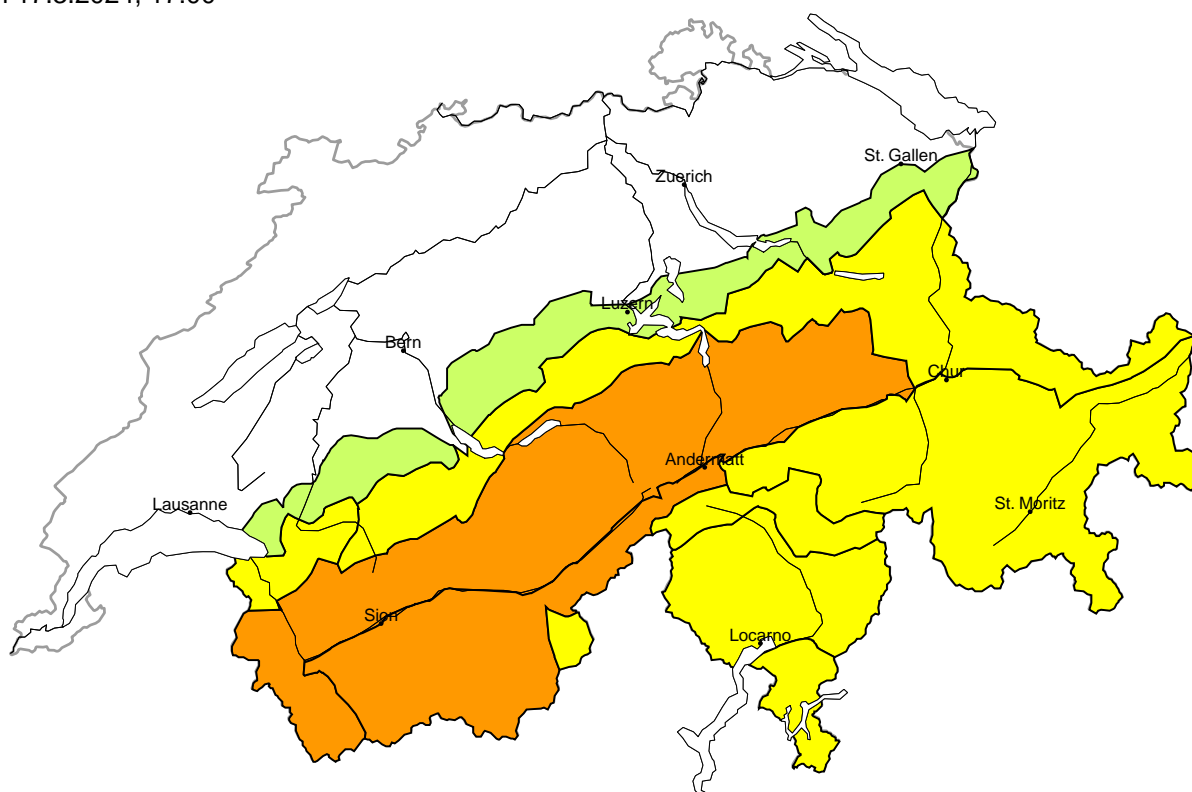 St. Gallen
Zuerich
Luzern
Bern
Chur
Andermatt
Lausanne
St. Moritz
Sion
Locarno